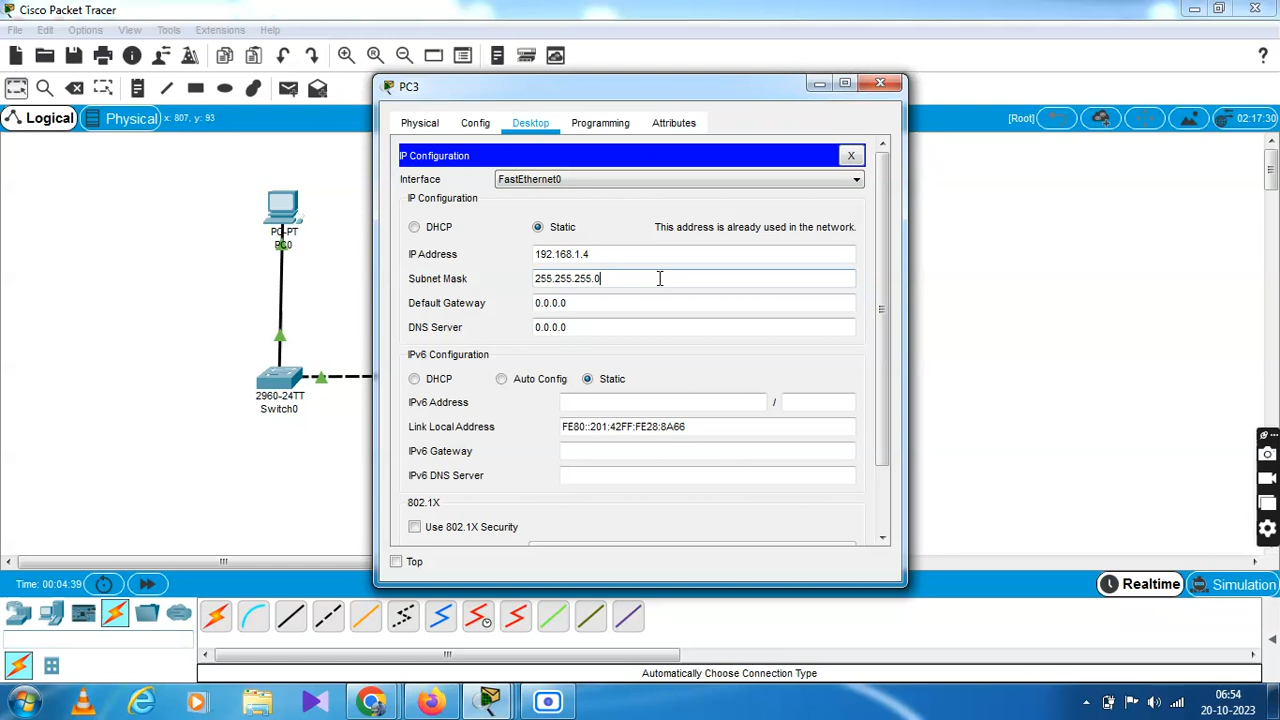 Cisco Packet Tracer
File Edit Options View Tools Extensions Help
Logical Physical x: 807, y: 93 [Root] 02:17:30
PC3
Physical Config Desktop Programming Attributes
IP Configuration X
Interface FastEthernet0
IP Configuration
DHCP Static This address is already used in the network.
IP Address 192.168.1.4
Subnet Mask 255.255.255.0
Default Gateway 0.0.0.0
DNS Server 0.0.0.0
IPv6 Configuration
DHCP Auto Config Static
IPv6 Address /
Link Local Address FE80::201:42FF:FE28:8A66
IPv6 Gateway
IPv6 DNS Server
802.1X
Use 802.1X Security
Top
PC-PT
PC0
2960-24TT
Switch0
Time: 00:04:39 Realtime Simulation
Automatically Choose Connection Type
06:54
20-10-2023